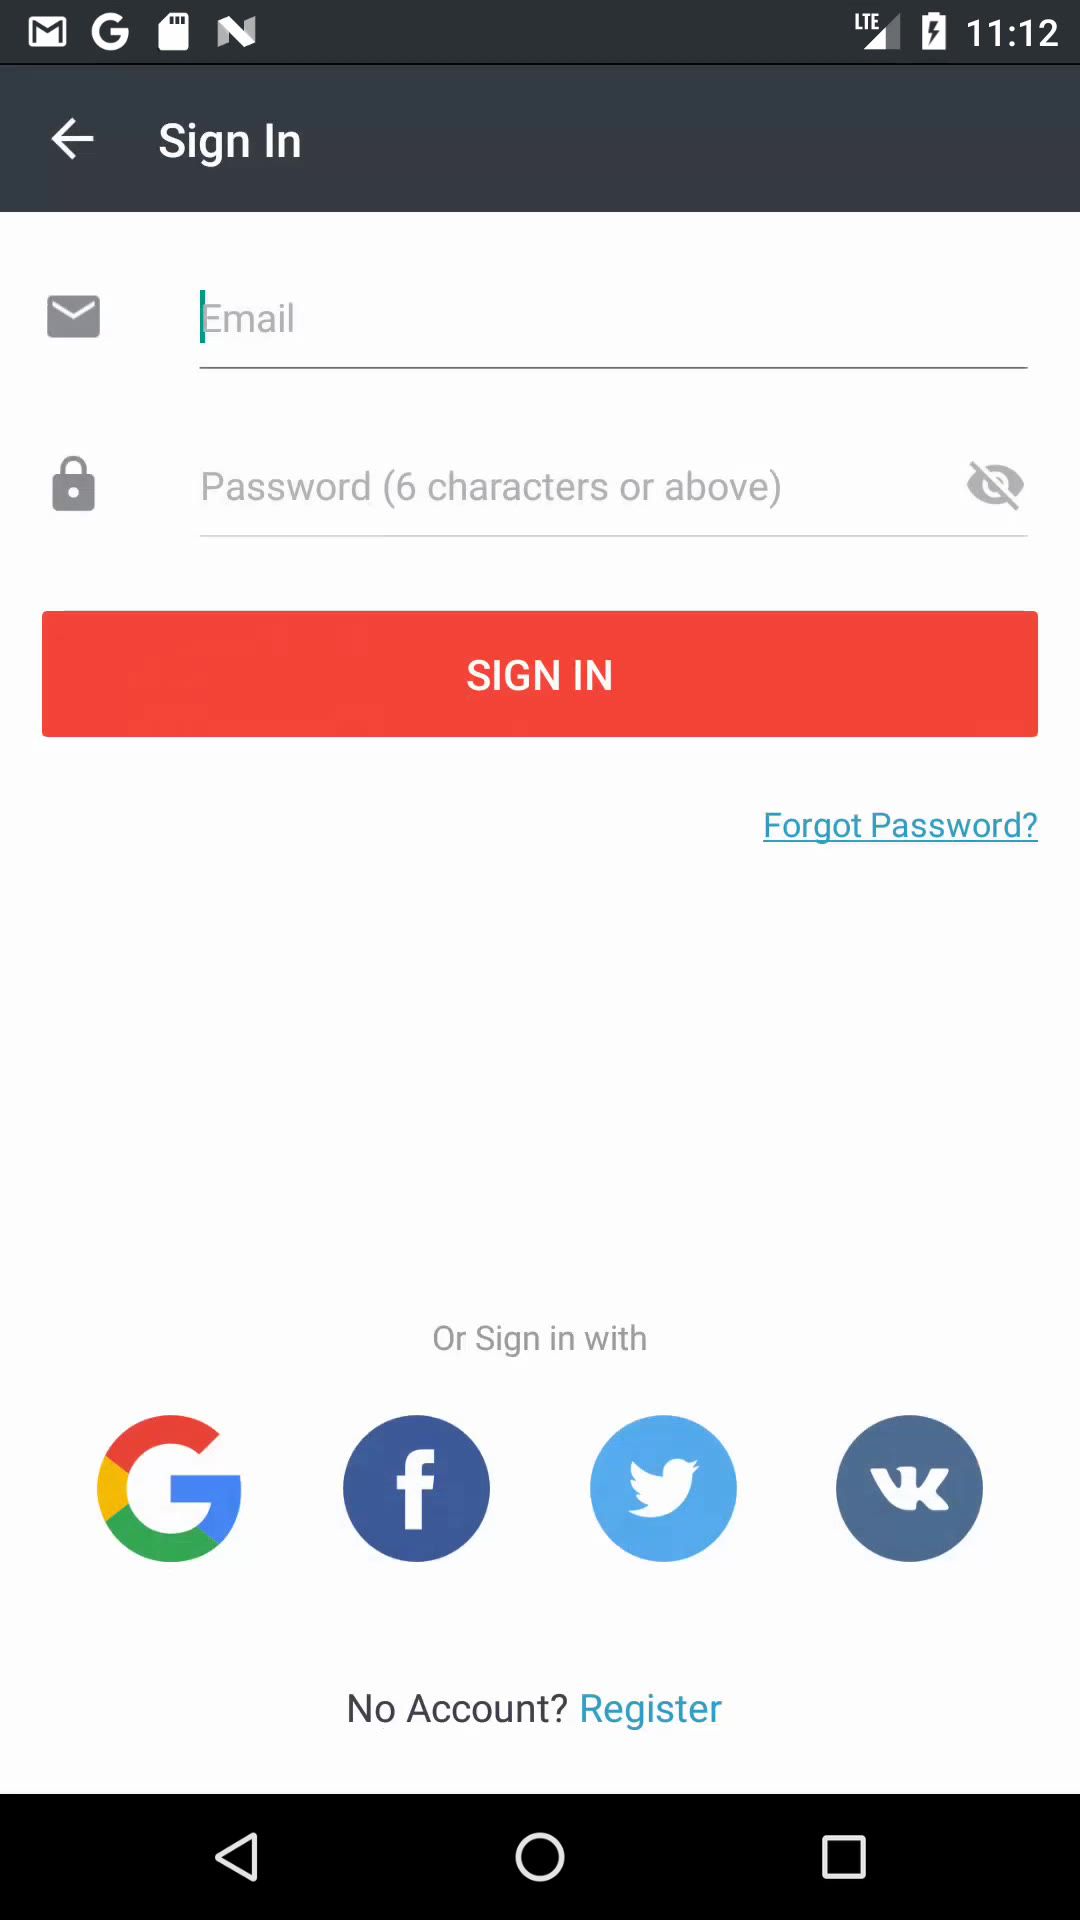 LTE 11:12
Sign In
Email
Password (6 characters or above)
SIGN IN
Forgot Password?
Or Sign in with
No Account? Register